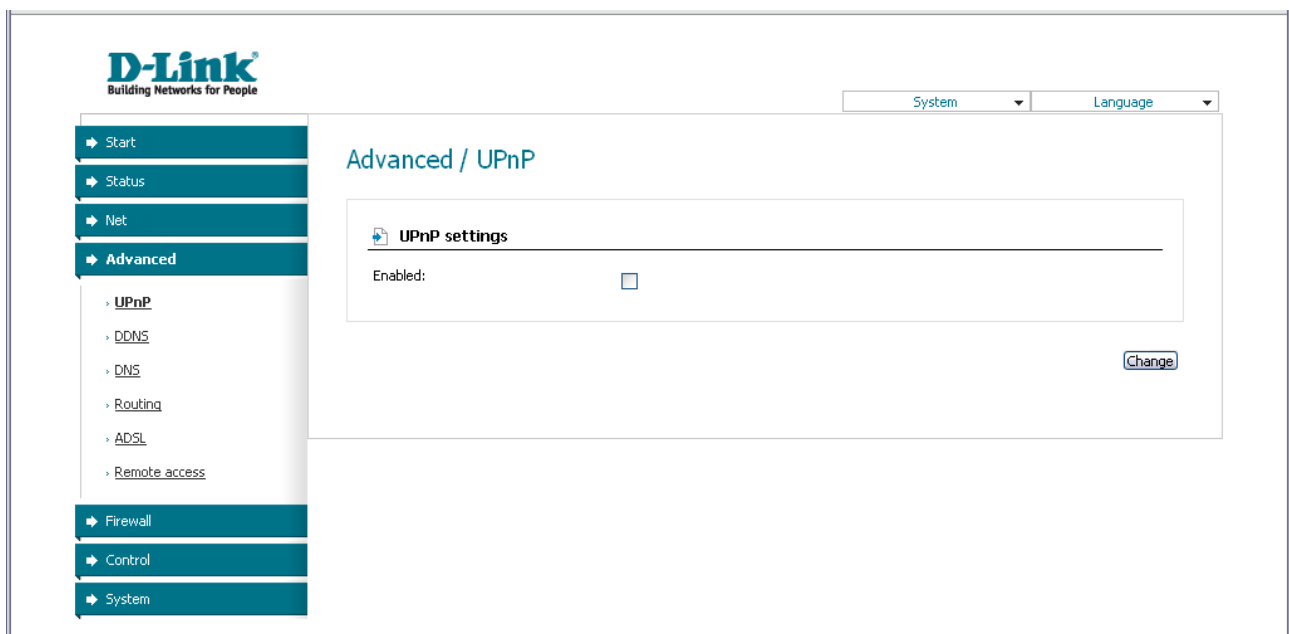 D-Link
Building Networks for People
System Language
Start
Status
Net
Advanced
UPnP
DDNS
DNS
Routing
ADSL
Remote access
Firewall
Control
System
Advanced / UPnP
UPnP settings
Enabled:
Change